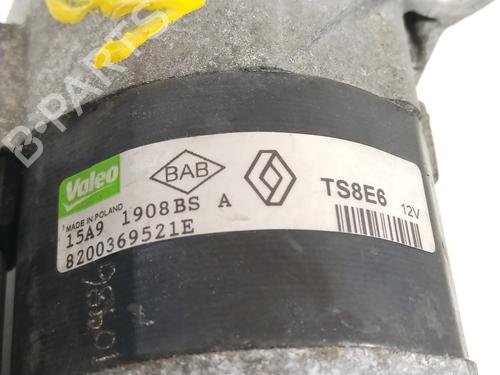 B-PARTS
Valeo
MADE IN POLAND
BAB
TS8E6
12V
15A9 1908BS A
8200369521E